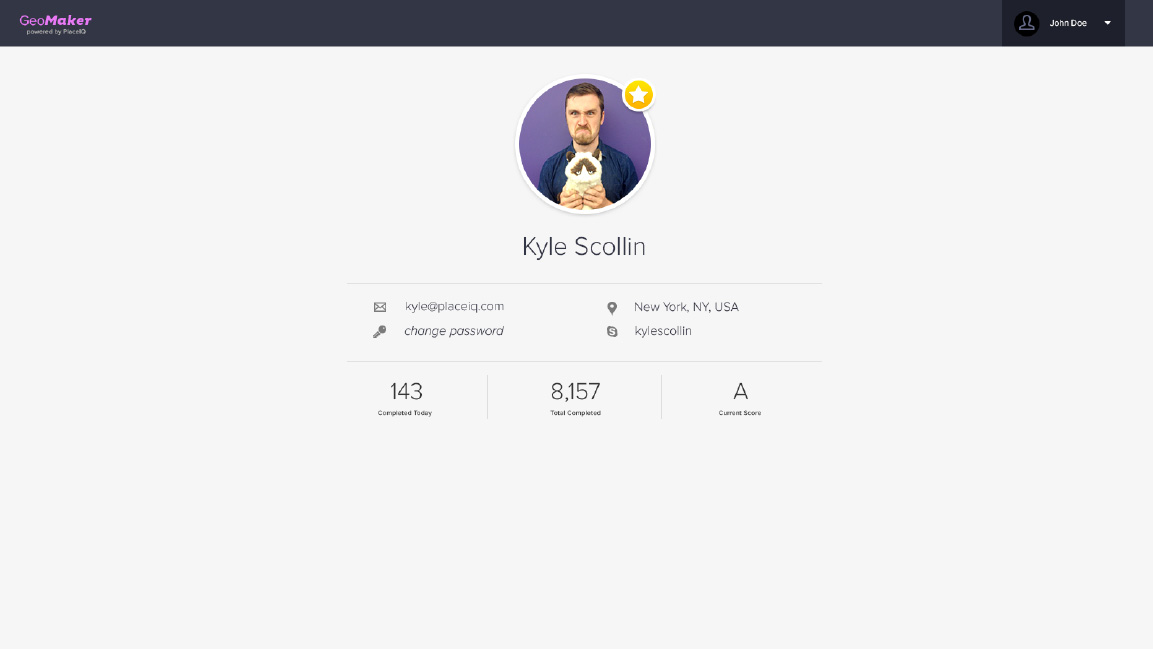 GeoMaker
powered by PlaceIQ
John Doe
Kyle Scollin
kyle@placeiq.com
New York, NY, USA
change password
kylescollin
143
8,157
A
Completed Today
Total Completed
Current Score